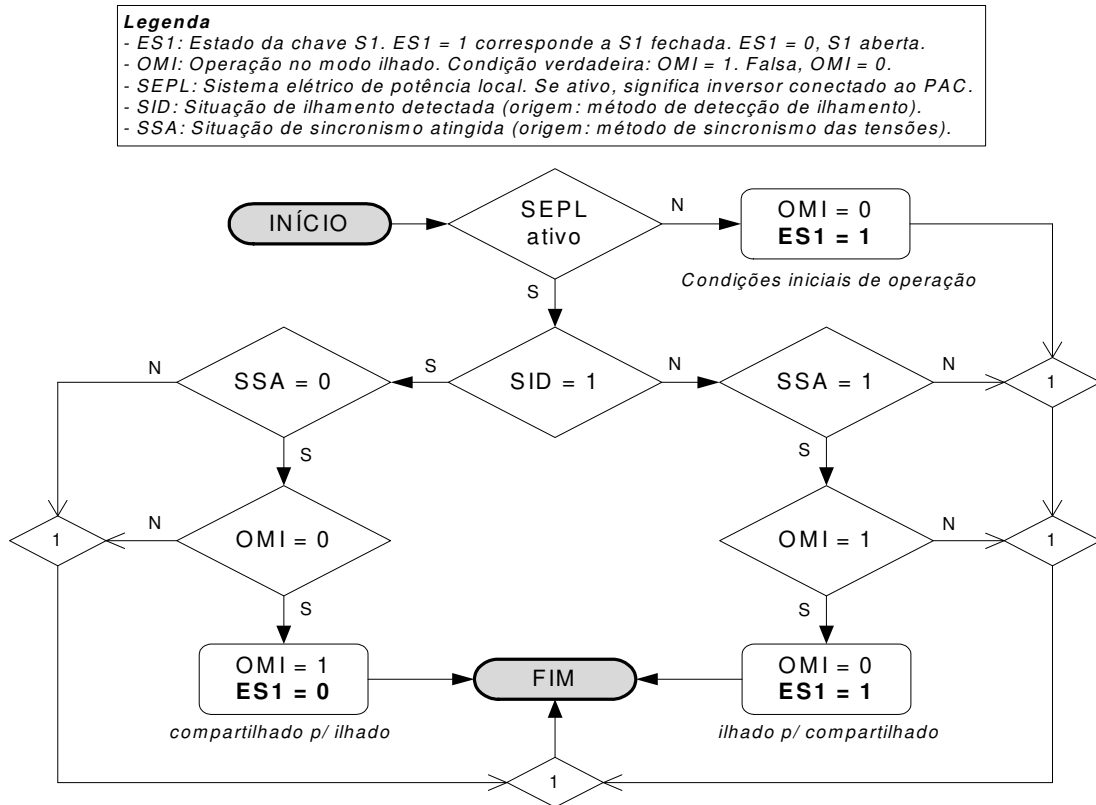 Legenda
- ES1: Estado da chave S1. ES1 = 1 corresponde a S1 fechada. ES1 = 0, S1 aberta.
- OMI: Operação no modo ilhado. Condição verdadeira: OMI = 1. Falsa, OMI = 0.
- SEPL: Sistema elétrico de potência local. Se ativo, significa inversor conectado ao PAC.
- SID: Situação de ilhamento detectada (origem: método de detecção de ilhamento).
- SSA: Situação de sincronismo atingida (origem: método de sincronismo das tensões).
INÍCIO
SEPL
ativo
N
OMI = 0
ES1 = 1
Condições iniciais de operação
S
N
SSA = 0
S
SID = 1
N
SSA = 1
N
1
S
S
1
N
OMI = 0
OMI = 1
N
1
S
S
OMI = 1
ES1 = 0
compartilhado p/ ilhado
FIM
OMI = 0
ES1 = 1
ilhado p/ compartilhado
1